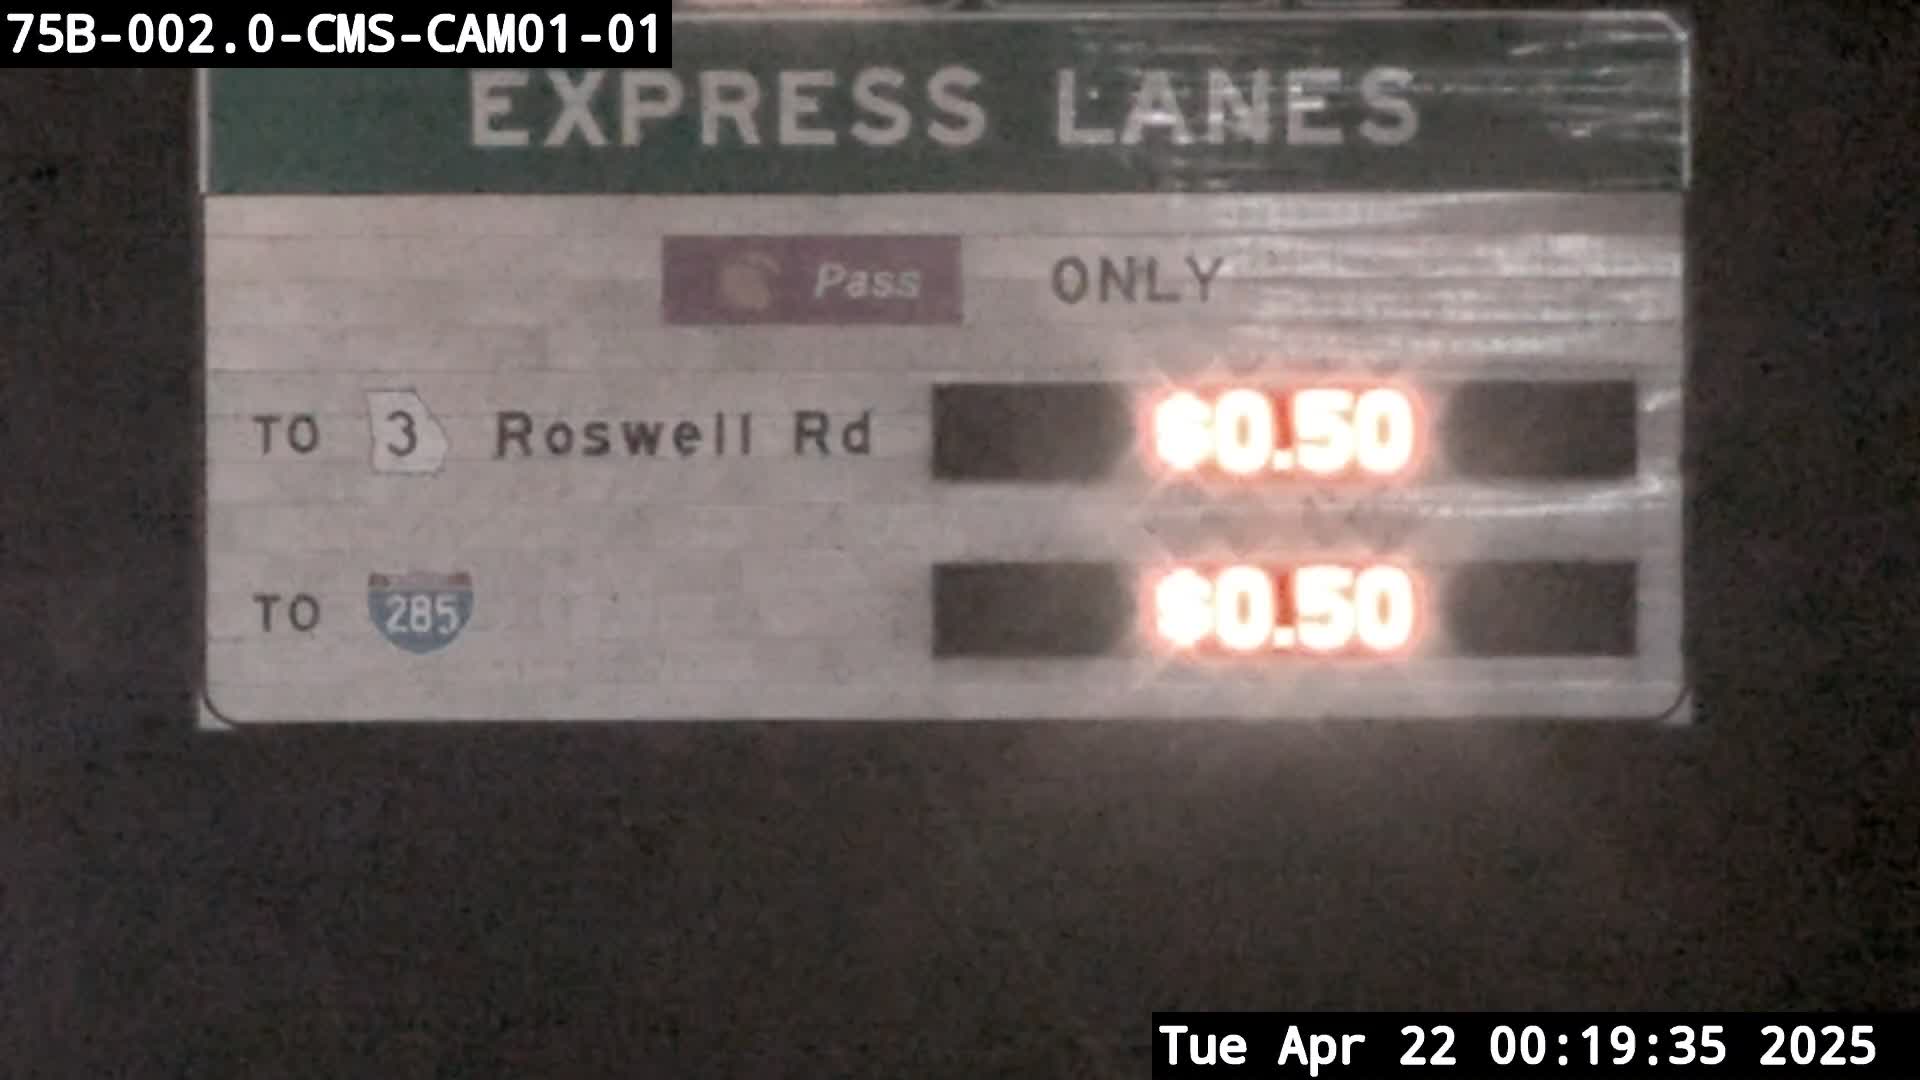 75B-002.0-CMS-CAM01-01
EXPRESS LANES
Pass ONLY
TO 3 Roswell Rd $0.50
TO 285 $0.50
Tue Apr 22 00:19:35 2025